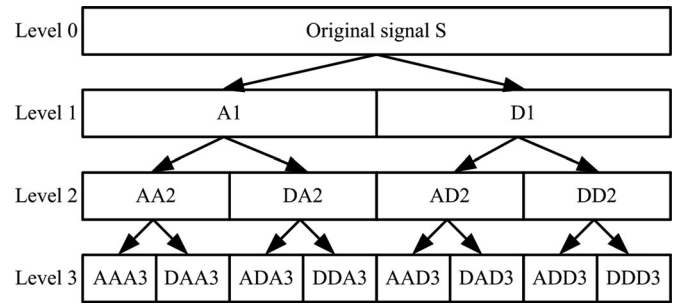 Level 0 Original signal S
Level 1 A1 D1
Level 2 AA2 DA2 AD2 DD2
Level 3 AAA3 DAA3 ADA3 DDA3 AAD3 DAD3 ADD3 DDD3